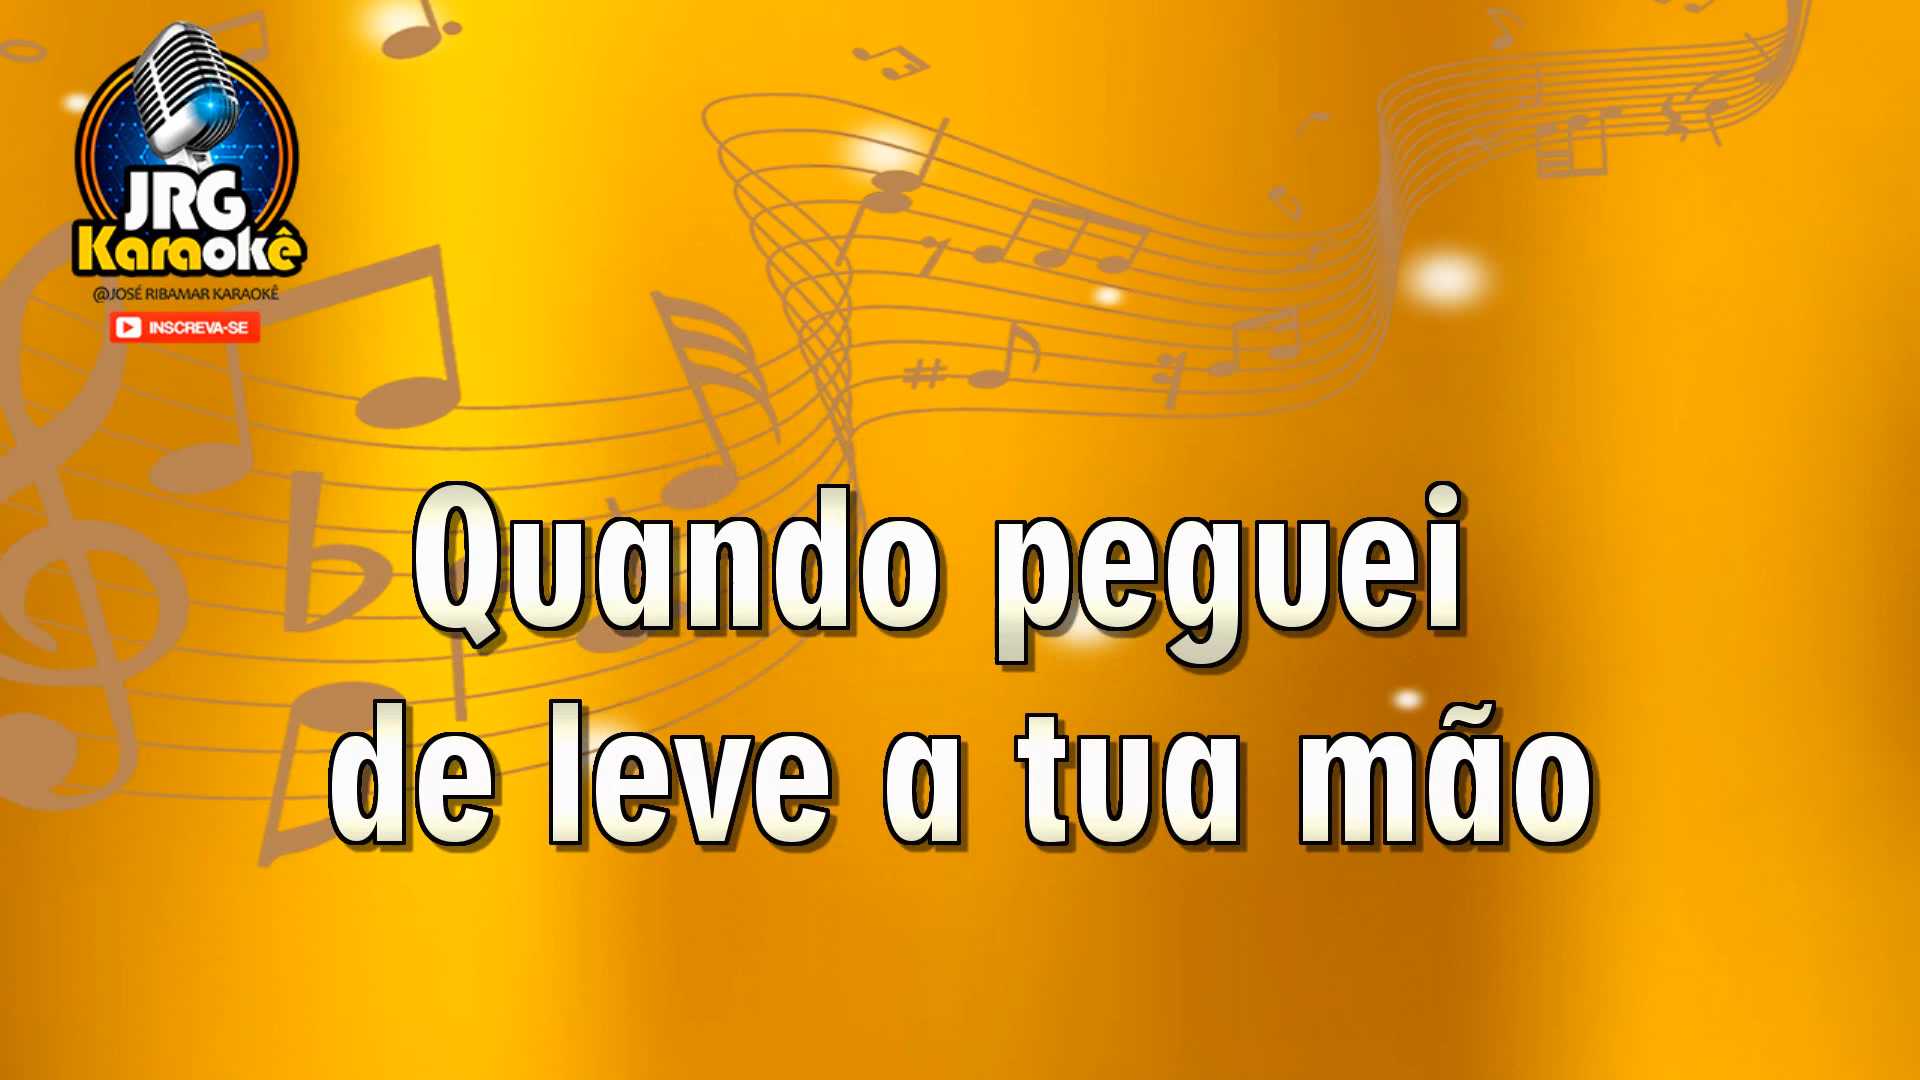 JRG
Karaokê
@JOSÉ RIBAMAR KARAOKÊ
INSCREVA-SE
Quando peguei
de leve a tua mão